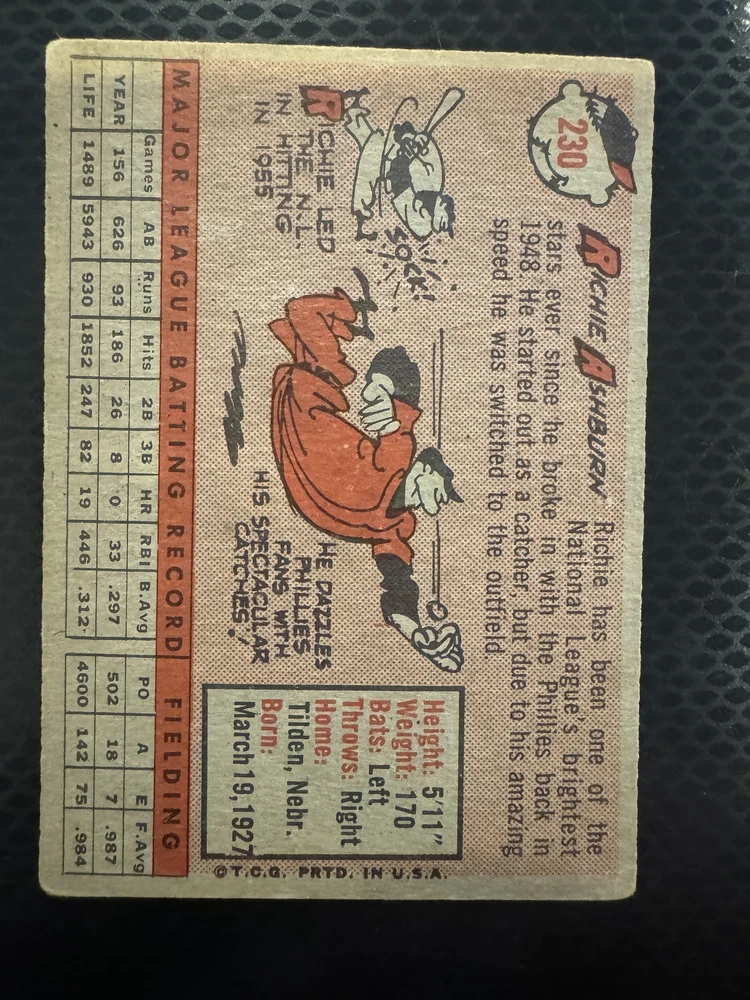 230
RICHIE ASHBURN
Richie has been one of the
National League's brightest
stars ever since he broke in with the Phillies back in
1948. He started out as a catcher, but due to his amazing
speed he was switched to the outfield.
RICHIE LED
THE N.L.
IN HITTING
IN 1955
SOCK!
HE DAZZLES
PHILLIES
FANS WITH
HIS SPECTACULAR
CATCHES!
Height: 5'11"
Weight: 170
Bats: Left
Throws: Right
Home:
Tilden, Nebr.
Born:
March 19, 1927
©T.C.G. PRTD. IN U.S.A.
MAJOR LEAGUE BATTING RECORD FIELDING
Games AB Runs Hits 2B 3B HR RBI B.Avg PO A E F.Avg
YEAR 156 626 93 186 26 8 0 33 .297 502 18 7 .987
LIFE 1489 5943 930 1852 247 82 19 446 .312 4600 142 75 .984